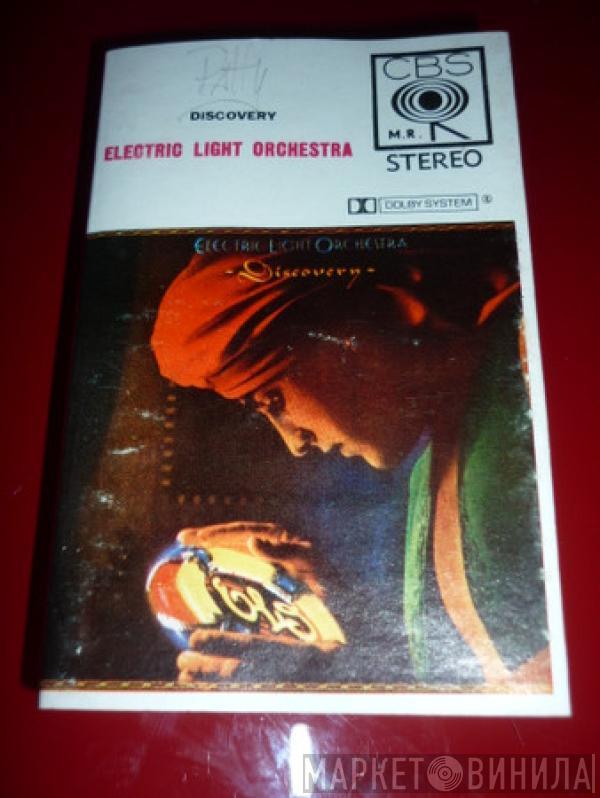 Patty
DISCOVERY
ELECTRIC LIGHT ORCHESTRA
CBS
M.R.
STEREO
DOLBY SYSTEM ®
ELECTRIC LIGHT ORCHESTRA
-Discovery-
ELO
МАРКЕТ ВИНИЛА